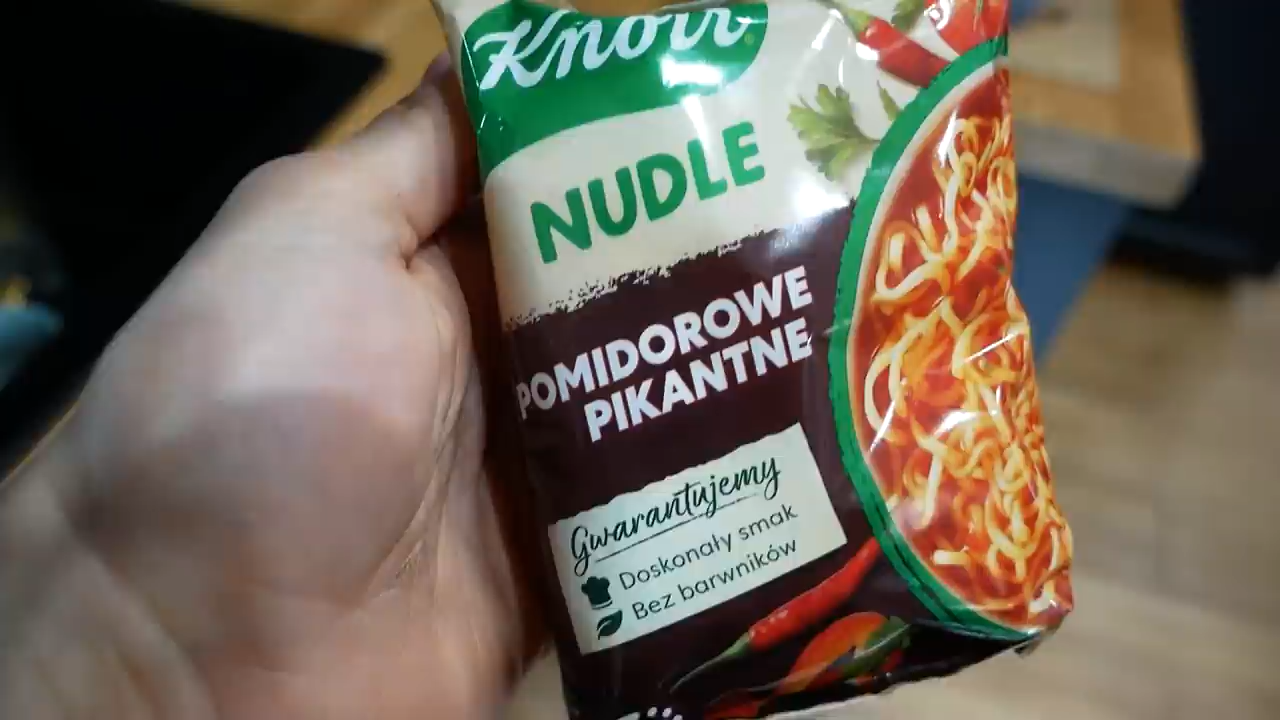 Knorr
NUDLE
POMIDOROWE
PIKANTNE
Gwarantujemy
Doskonały smak
Bez barwników